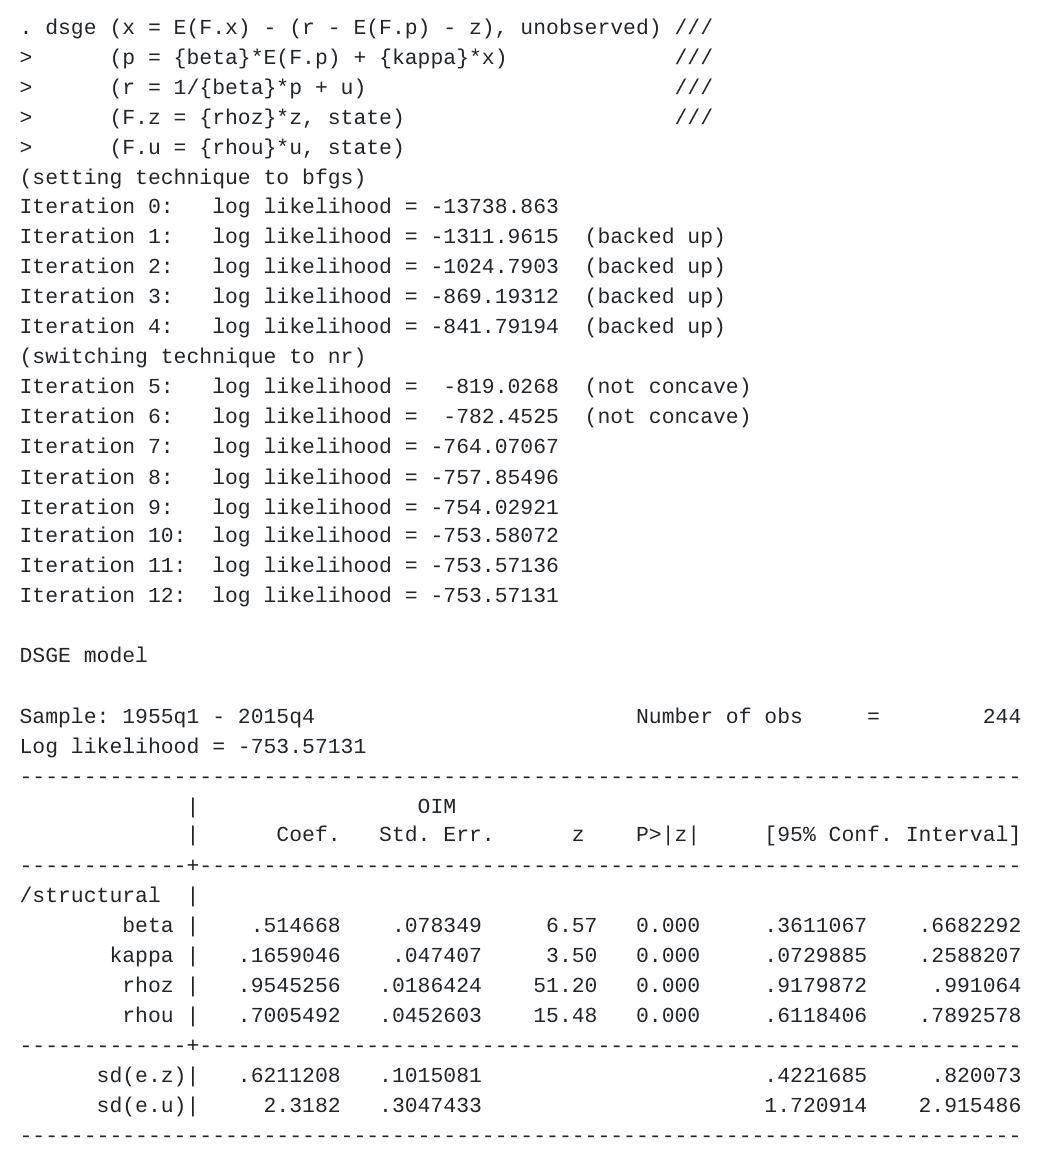 . dsge (x = E(F.x) - (r - E(F.p) - z), unobserved) ///
>      (p = {beta}*E(F.p) + {kappa}*x)             ///
>      (r = 1/{beta}*p + u)                        ///
>      (F.z = {rhoz}*z, state)                     ///
>      (F.u = {rhou}*u, state)
(setting technique to bfgs)
Iteration 0:   log likelihood = -13738.863
Iteration 1:   log likelihood = -1311.9615  (backed up)
Iteration 2:   log likelihood = -1024.7903  (backed up)
Iteration 3:   log likelihood = -869.19312  (backed up)
Iteration 4:   log likelihood = -841.79194  (backed up)
(switching technique to nr)
Iteration 5:   log likelihood =  -819.0268  (not concave)
Iteration 6:   log likelihood =  -782.4525  (not concave)
Iteration 7:   log likelihood = -764.07067
Iteration 8:   log likelihood = -757.85496
Iteration 9:   log likelihood = -754.02921
Iteration 10:  log likelihood = -753.58072
Iteration 11:  log likelihood = -753.57136
Iteration 12:  log likelihood = -753.57131

DSGE model

Sample: 1955q1 - 2015q4                         Number of obs     =        244
Log likelihood = -753.57131
------------------------------------------------------------------------------
             |                 OIM
             |      Coef.   Std. Err.      z    P>|z|     [95% Conf. Interval]
-------------+----------------------------------------------------------------
/structural  |
        beta |    .514668    .078349     6.57   0.000     .3611067    .6682292
       kappa |   .1659046    .047407     3.50   0.000     .0729885    .2588207
        rhoz |   .9545256   .0186424    51.20   0.000     .9179872     .991064
        rhou |   .7005492   .0452603    15.48   0.000     .6118406    .7892578
-------------+----------------------------------------------------------------
      sd(e.z)|   .6211208   .1015081                      .4221685     .820073
      sd(e.u)|     2.3182   .3047433                      1.720914    2.915486
------------------------------------------------------------------------------